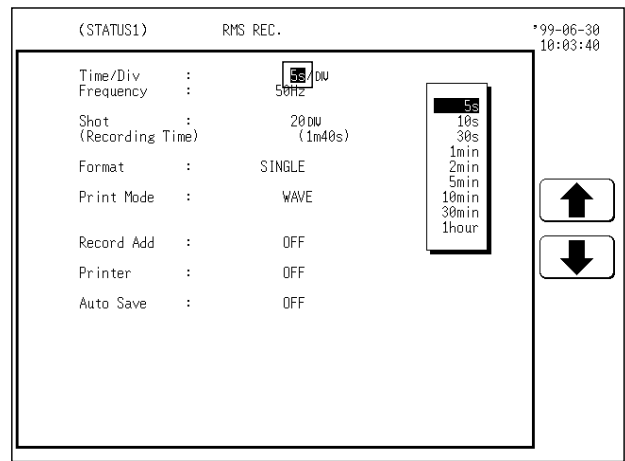 (STATUS1) RMS REC. '99-06-30
10:03:40
Time/Div : 5s/DIV
Frequency : 50Hz
Shot : 20DIV
(Recording Time) (1m40s)
Format : SINGLE
Print Mode : WAVE
Record Add : OFF
Printer : OFF
Auto Save : OFF
5s
10s
30s
1min
2min
5min
10min
30min
1hour